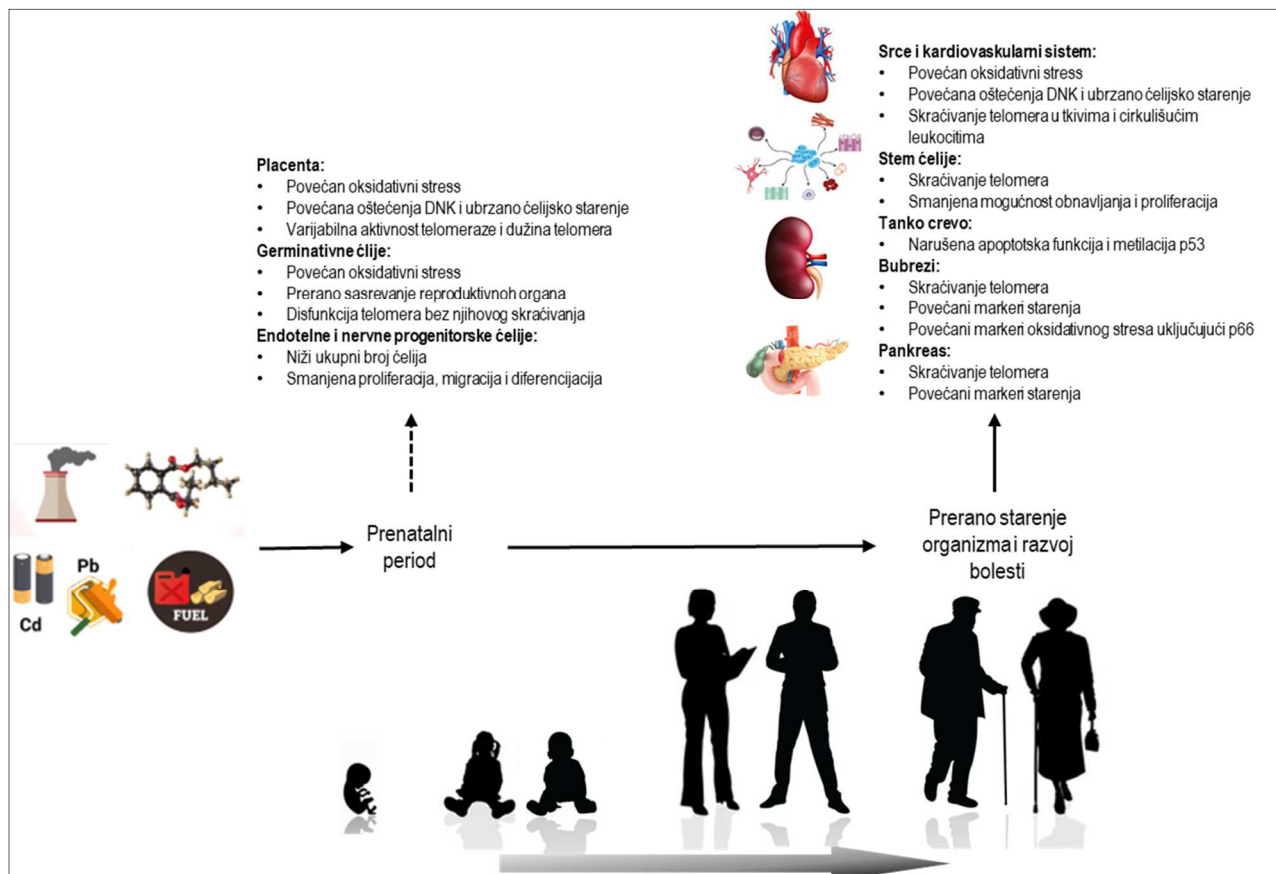 Placenta:
• Povećan oksidativni stress
• Povećana oštećenja DNK i ubrzano ćelijsko starenje
• Varijabilna aktivnost telomeraze i dužina telomera
Germinativne ćlije:
• Povećan oksidativni stress
• Prerano sasrevanje reproduktivnoh organa
• Disfunkcija telomera bez njihovog skraćivanja
Endotelne i nervne progenitorske ćelije:
• Niži ukupni broj ćelija
• Smanjena proliferacija, migracija i diferencijacija
Srce i kardiovaskularni sistem:
• Povećan oksidativni stress
• Povećana oštećenja DNK i ubrzano ćelijsko starenje
• Skraćivanje telomera u tkivima i cirkulišućim
leukocitima
Stem ćelije:
• Skraćivanje telomera
• Smanjena mogućnost obnavljanja i proliferacija
Tanko crevo:
• Narušena apoptotska funkcija i metilacija p53
Bubrezi:
• Skraćivanje telomera
• Povećani markeri starenja
• Povećani markeri oksidativnog stresa uključujući p66
Pankreas:
• Skraćivanje telomera
• Povećani markeri starenja
Cd
Pb
FUEL
Prenatalni
period
Prerano starenje
organizma i razvoj
bolesti